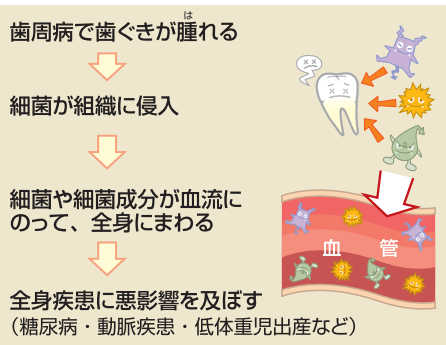 歯周病で歯ぐきが腫れる
は
細菌が組織に侵入
細菌や細菌成分が血流に
のって、全身にまわる
血管
全身疾患に悪影響を及ぼす
（糖尿病・動脈疾患・低体重児出産など）